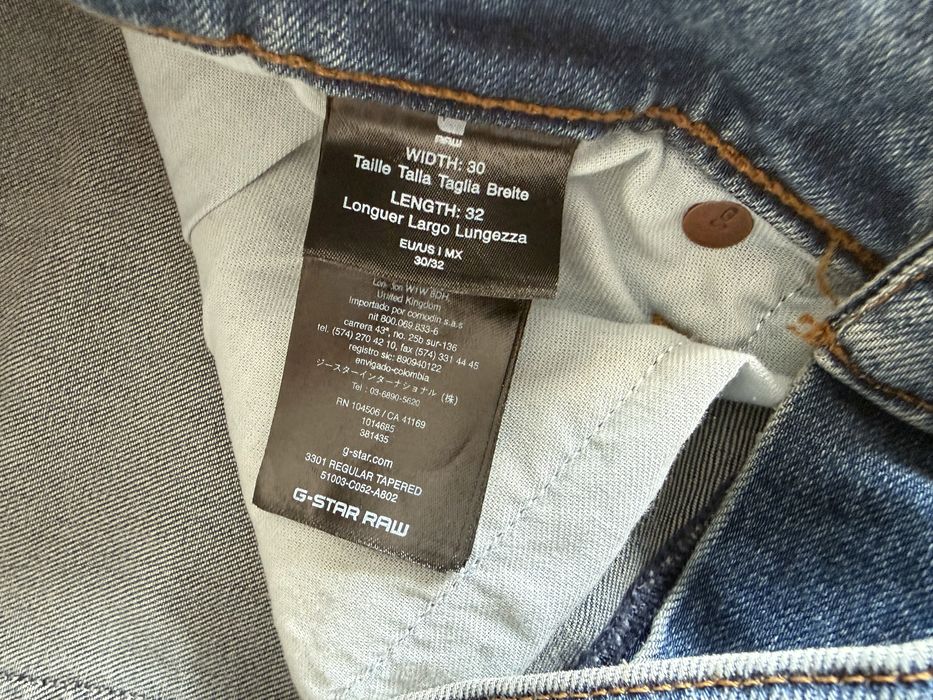 RAW
WIDTH: 30
Taille Talla Taglia Breite
LENGTH: 32
Longuer Largo Lungezza
EU/US | MX
30/32
London W1W 8DH,
United Kingdom
Importado por comodin s.a.s
nit 800.069.833-6
carrera 43ª, no. 25b sur-136
tel. (574) 270 42 10, fax (574) 331 44 45
registro sic: 890940122
envigado-colombia
ジースターインターナショナル (株)
Tel : 03-6890-5620
RN 104506 / CA 41169
1014685
381435
g-star.com
3301 REGULAR TAPERED
51003-C052-A802
G-STAR RAW